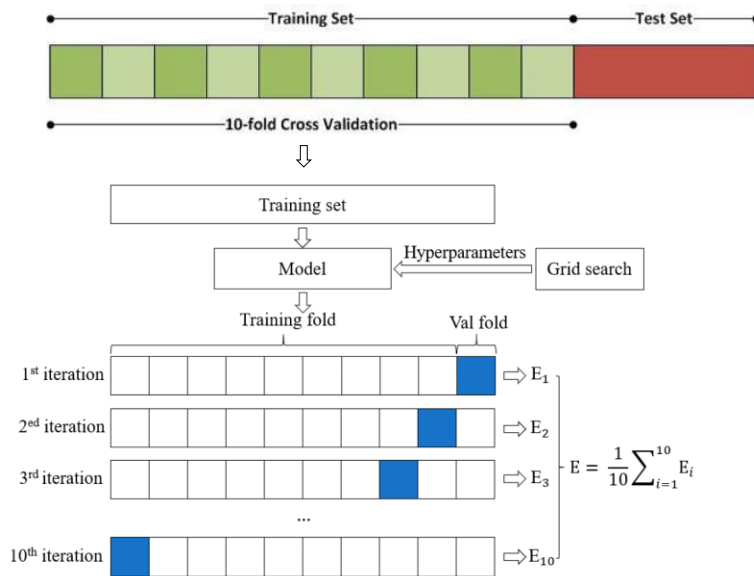 Training Set
Test Set
10-fold Cross Validation
Training set
Model
Hyperparameters
Grid search
Training fold
Val fold
1st iteration
E₁
2ed iteration
E₂
3rd iteration
E₃
E = 1/10 ∑_{i=1}^{10} E_i
...
10th iteration
E₁₀